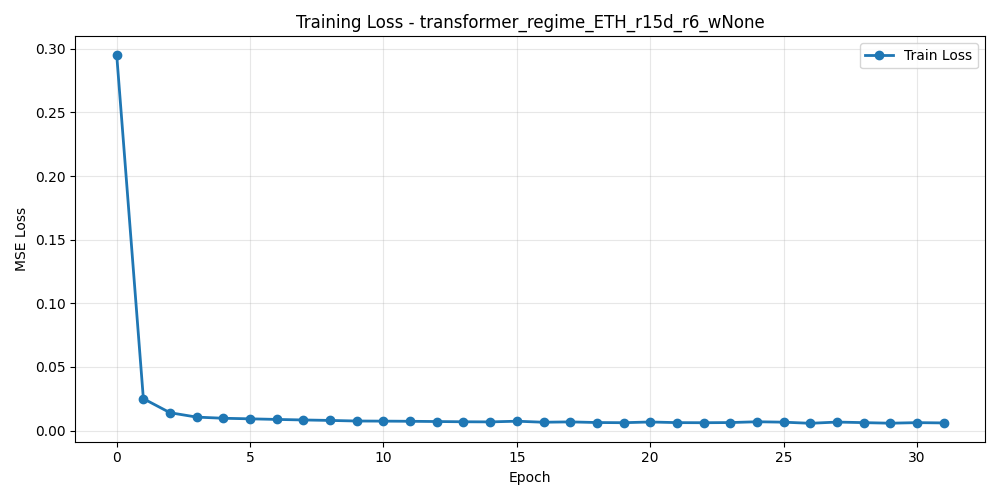 Training Loss - transformer_regime_ETH_r15d_r6_wNone
Train Loss
0.30
0.25
0.20
0.15
0.10
0.05
0.00
MSE Loss
0 5 10 15 20 25 30
Epoch